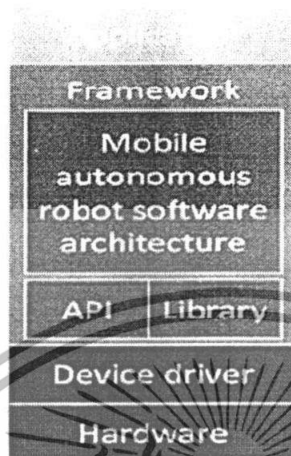 Framework
Mobile
autonomous
robot software
architecture
API Library
Device driver
Hardware